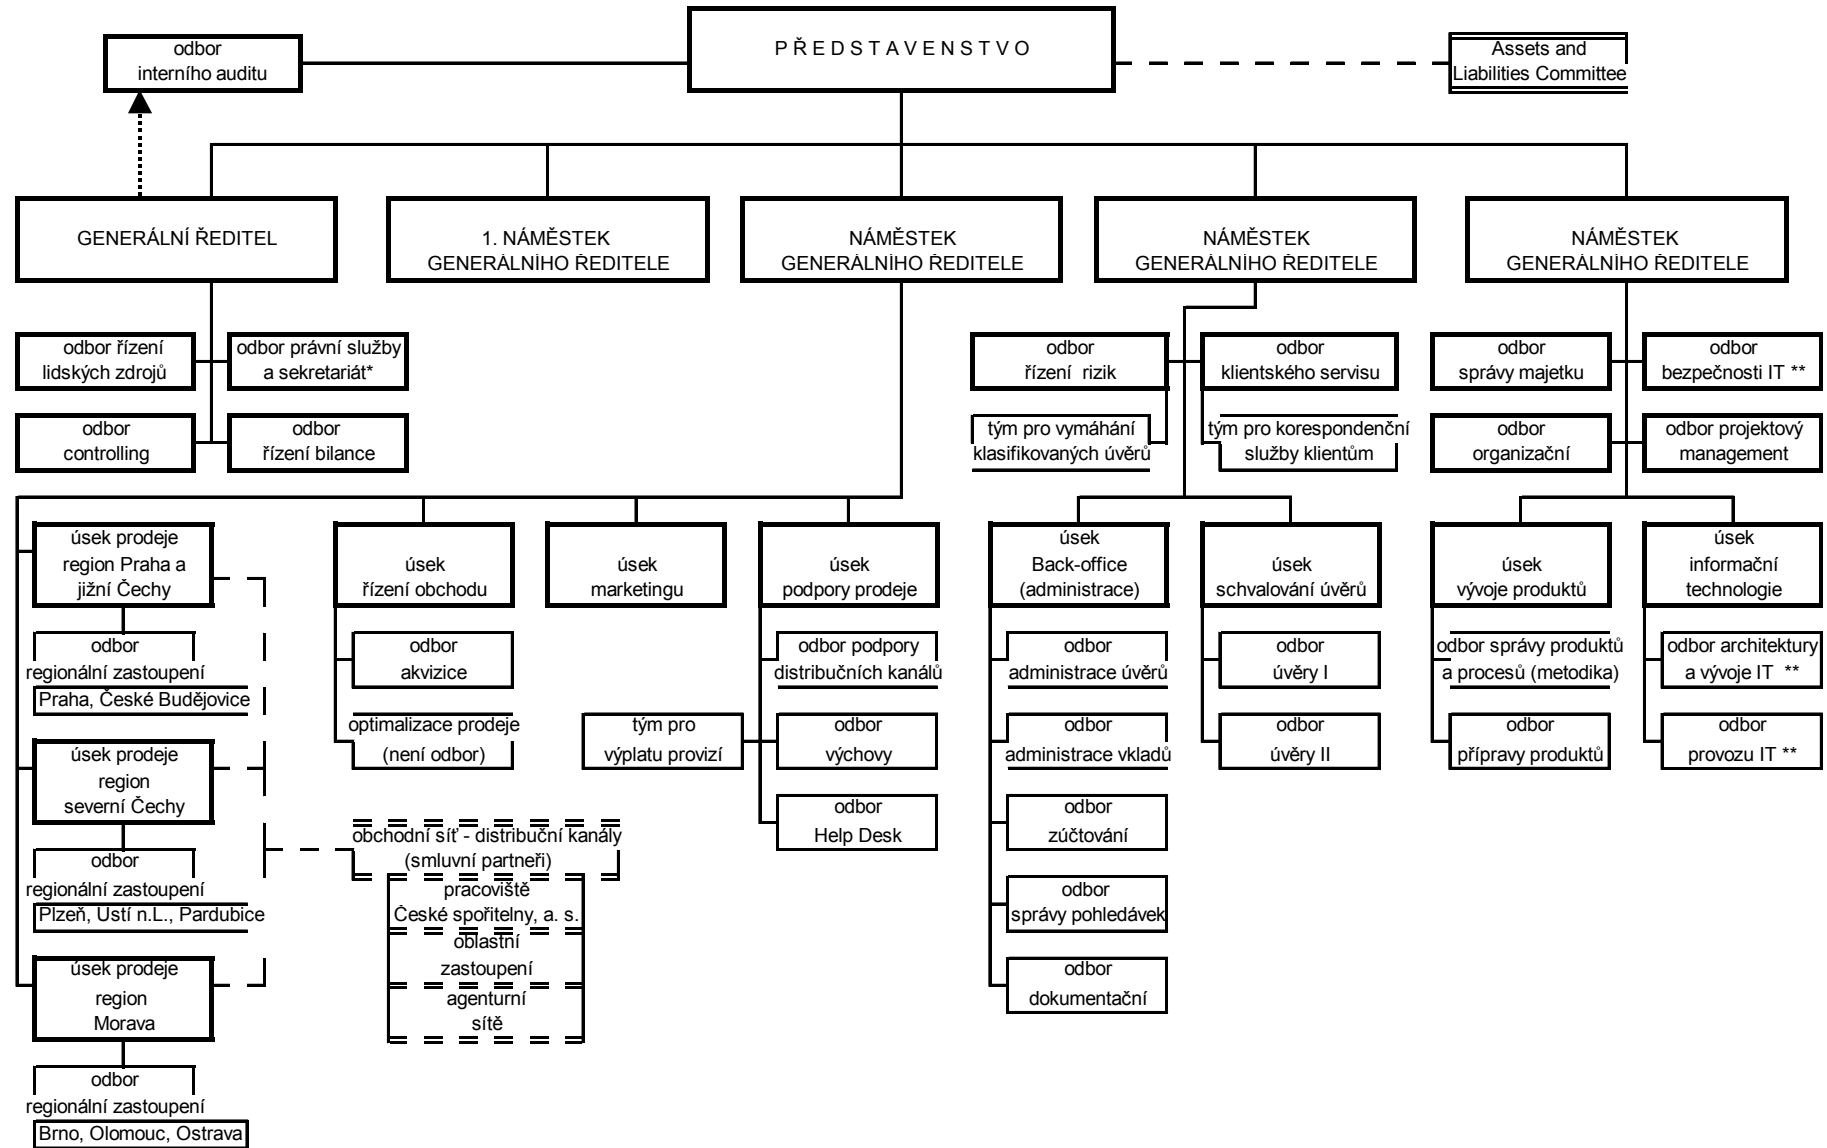 odbor
interního auditu
P Ř E D S T A V E N S T V O
Assets and
Liabilities Committee
GENERÁLNÍ ŘEDITEL
1. NÁMĚSTEK
GENERÁLNÍHO ŘEDITELE
NÁMĚSTEK
GENERÁLNÍHO ŘEDITELE
NÁMĚSTEK
GENERÁLNÍHO ŘEDITELE
NÁMĚSTEK
GENERÁLNÍHO ŘEDITELE
odbor řízení
lidských zdrojů
odbor právní služby
a sekretariát*
odbor
řízení rizik
odbor
klientského servisu
odbor
správy majetku
odbor
bezpečnosti IT **
odbor
controlling
odbor
řízení bilance
tým pro vymáhání
klasifikovaných úvěrů
tým pro korespondenční
služby klientům
odbor
organizační
odbor projektový
management
úsek prodeje
region Praha a
jižní Čechy
úsek
řízení obchodu
úsek
marketingu
úsek
podpory prodeje
úsek
Back-office
(administrace)
úsek
schvalování úvěrů
úsek
vývoje produktů
úsek
informační
technologie
odbor
regionální zastoupení
Praha, České Budějovice
odbor
akvizice
odbor podpory
distribučních kanálů
odbor
administrace úvěrů
odbor
úvěry I
odbor správy produktů
a procesů (metodika)
odbor architektury
a vývoje IT **
úsek prodeje
region
severní Čechy
optimalizace prodeje
(není odbor)
tým pro
výplatu provizí
odbor
výchovy
odbor
administrace vkladů
odbor
úvěry II
odbor
přípravy produktů
odbor
provozu IT **
obchodní síť - distribuční kanály
(smluvní partneři)
odbor
Help Desk
odbor
zúčtování
odbor
regionální zastoupení
Plzeň, Ustí n.L., Pardubice
pracoviště
České spořitelny, a. s.
odbor
správy pohledávek
oblastní
zastoupení
úsek prodeje
region
Morava
agenturní
sítě
odbor
dokumentační
odbor
regionální zastoupení
Brno, Olomouc, Ostrava